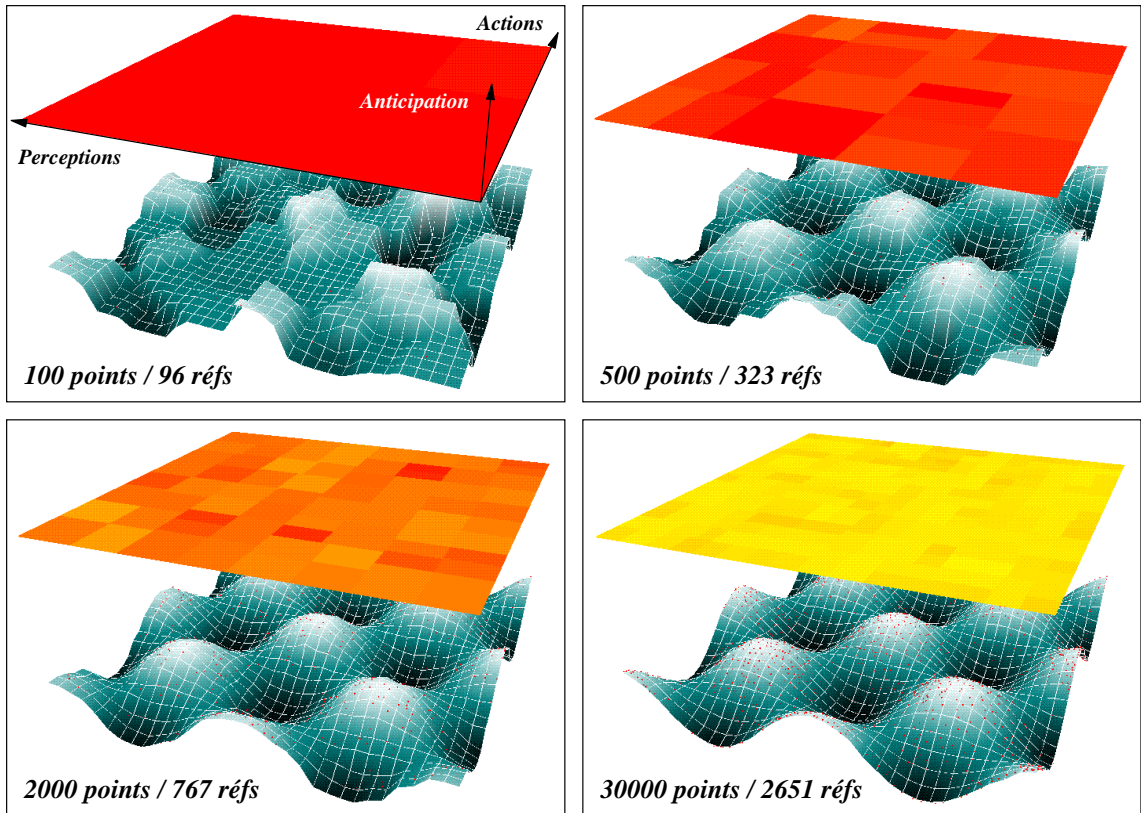 Actions
Anticipation
Perceptions
100 points / 96 réfs
500 points / 323 réfs
2000 points / 767 réfs
30000 points / 2651 réfs